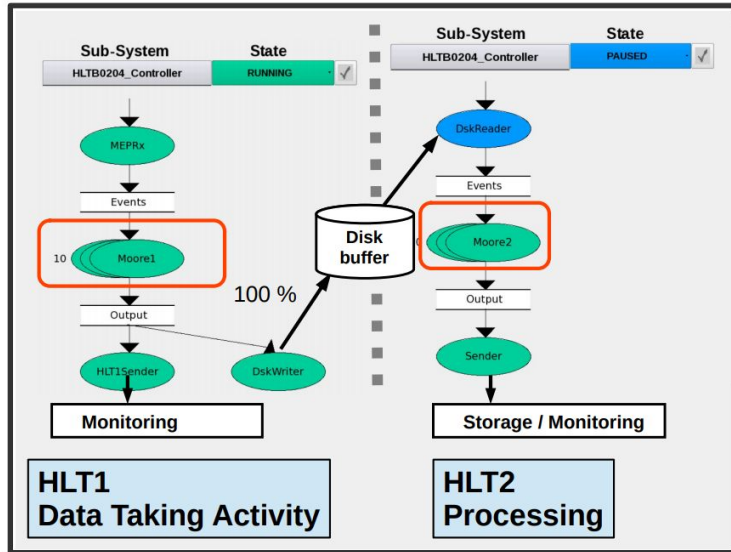 Sub-System State
HLTB0204_Controller RUNNING
MEPRx
Events
10 Moore1
Output
HLT1Sender DskWriter
Monitoring
100 %
Disk
buffer
Sub-System State
HLTB0204_Controller PAUSED
DskReader
Events
Moore2
Output
Sender
Storage / Monitoring
HLT1
Data Taking Activity
HLT2
Processing